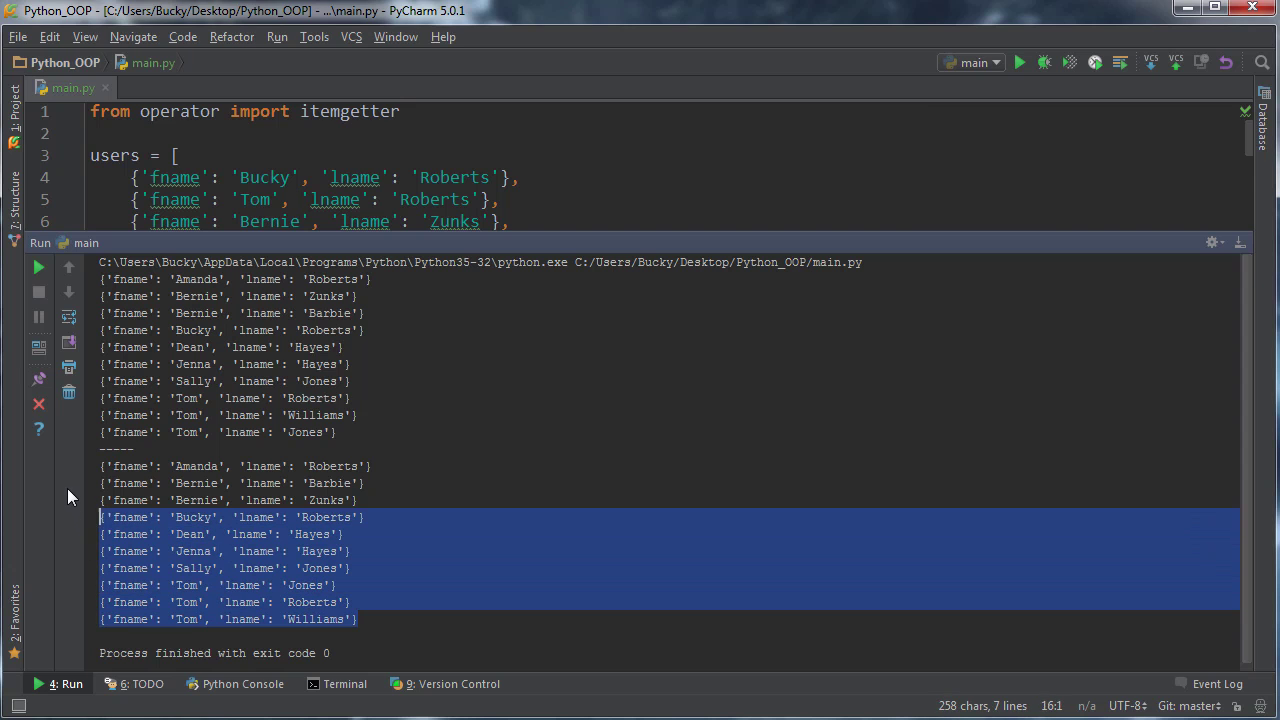 Python_OOP - [C:/Users/Bucky/Desktop/Python_OOP] - ...\main.py - PyCharm 5.0.1
File Edit View Navigate Code Refactor Run Tools VCS Window Help
Python_OOP main.py main VCS VCS
main.py
1 from operator import itemgetter
2
3 users = [
4 {'fname': 'Bucky', 'lname': 'Roberts'},
5 {'fname': 'Tom', 'lname': 'Roberts'},
6 {'fname': 'Bernie', 'lname': 'Zunks'},
1: Project
7: Structure
2: Favorites
Database
Run main
C:\Users\Bucky\AppData\Local\Programs\Python\Python35-32\python.exe C:/Users/Bucky/Desktop/Python_OOP/main.py
{'fname': 'Amanda', 'lname': 'Roberts'}
{'fname': 'Bernie', 'lname': 'Zunks'}
{'fname': 'Bernie', 'lname': 'Barbie'}
{'fname': 'Bucky', 'lname': 'Roberts'}
{'fname': 'Dean', 'lname': 'Hayes'}
{'fname': 'Jenna', 'lname': 'Hayes'}
{'fname': 'Sally', 'lname': 'Jones'}
{'fname': 'Tom', 'lname': 'Roberts'}
{'fname': 'Tom', 'lname': 'Williams'}
{'fname': 'Tom', 'lname': 'Jones'}
-----
{'fname': 'Amanda', 'lname': 'Roberts'}
{'fname': 'Bernie', 'lname': 'Barbie'}
{'fname': 'Bernie', 'lname': 'Zunks'}
{'fname': 'Bucky', 'lname': 'Roberts'}
{'fname': 'Dean', 'lname': 'Hayes'}
{'fname': 'Jenna', 'lname': 'Hayes'}
{'fname': 'Sally', 'lname': 'Jones'}
{'fname': 'Tom', 'lname': 'Jones'}
{'fname': 'Tom', 'lname': 'Roberts'}
{'fname': 'Tom', 'lname': 'Williams'}
Process finished with exit code 0
4: Run 6: TODO Python Console Terminal 9: Version Control Event Log
258 chars, 7 lines 16:1 n/a UTF-8 Git: master